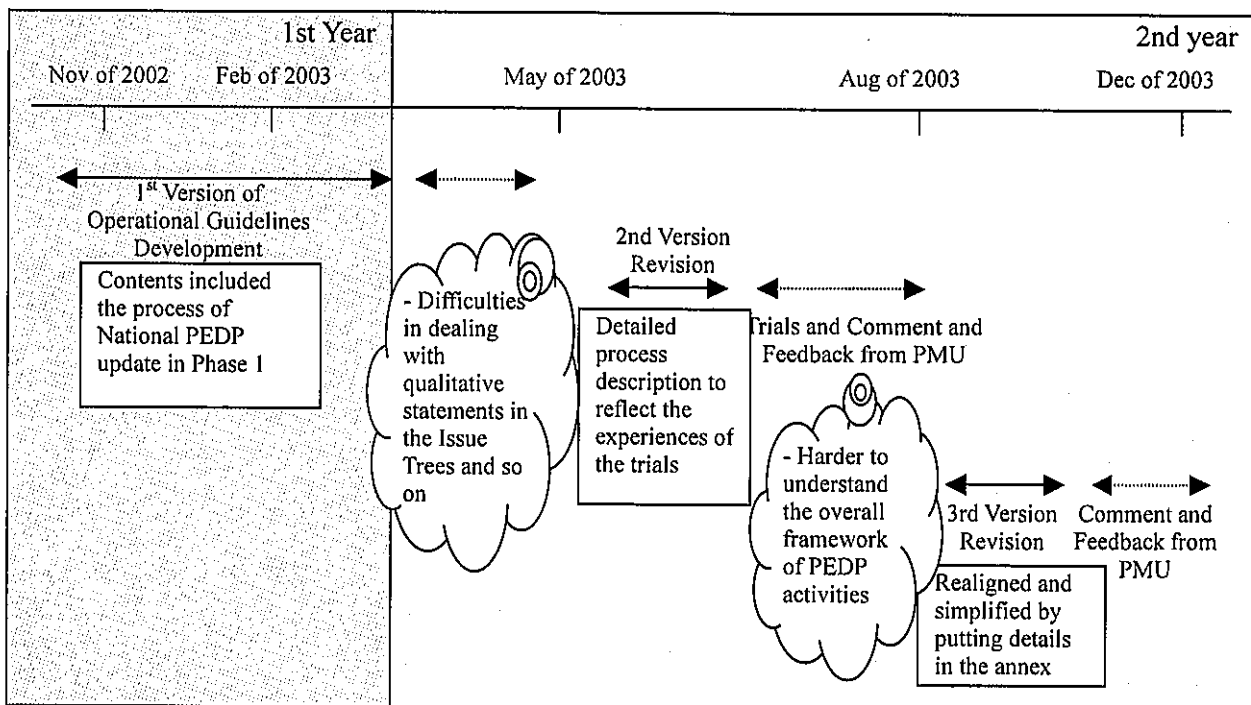 1st Year
2nd year
Nov of 2002
Feb of 2003
May of 2003
Aug of 2003
Dec of 2003
1st Version of
Operational Guidelines
Development
Contents included
the process of
National PEDP
update in Phase 1
- Difficulties
in dealing
with
qualitative
statements in
the Issue
Trees and so
on
2nd Version
Revision
Detailed
process
description to
reflect the
experiences of
the trials
Trials and Comment and
Feedback from PMU
- Harder to
understand
the overall
framework
of PEDP
activities
3rd Version
Revision
Realigned and
simplified by
putting details
in the annex
Comment and
Feedback from
PMU